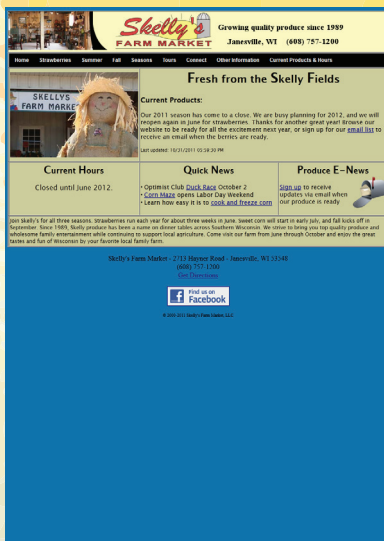 Skelly's
FARM MARKET
Growing quality produce since 1989
Janesville, WI (608) 757-1200
Home Strawberries Summer Fall Seasons Tours Connect Other Information Current Products & Hours
SKELLY'S
FARM MARKE
Fresh from the Skelly Fields
Current Products:
Our 2011 season has come to a close. We are busy planning for 2012, and we will
reopen again in June for strawberries. Thanks for another great year! Browse our
website to be ready for all the excitement next year, or sign up for our email list to
receive an email when the berries are ready.
Last updated: 10/31/2011 05:58:30 PM
Current Hours
Closed until June 2012.
Quick News
• Optimist Club Duck Race October 2
• Corn Maze opens Labor Day Weekend
• Learn how easy it is to cook and freeze corn
Produce E-News
Sign up to receive
updates via email when
our produce is ready
Join Skelly's for all three seasons. Strawberries run each year for about three weeks in June. Sweet corn will start in early July, and fall kicks off in
September. Since 1989, Skelly produce has been a name on dinner tables across Southern Wisconsin. We strive to bring you top quality produce and
wholesome family entertainment while continuing to support local agriculture. Come visit our farm from June through October and enjoy the great
tastes and fun of Wisconsin by your favorite local family farm.
Skelly's Farm Market - 2713 Hayner Road - Janesville, WI 53548
(608) 757-1200
Get Directions
Find us on
Facebook
Skelly's Farm Market, LLC